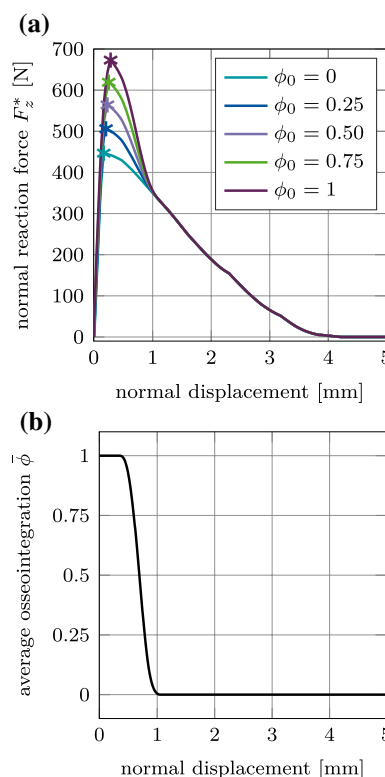 (a)
normal reaction force F_z^* [N]
700
600
500
400
300
200
100
0
ϕ₀ = 0
ϕ₀ = 0.25
ϕ₀ = 0.50
ϕ₀ = 0.75
ϕ₀ = 1
0 1 2 3 4 5
normal displacement [mm]
(b)
average osseointegration ϕ̄
1
0.75
0.5
0.25
0
0 1 2 3 4 5
normal displacement [mm]